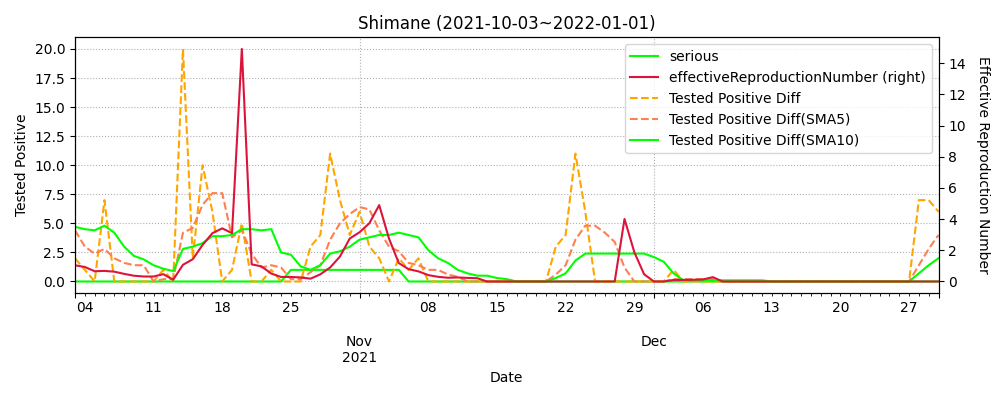 Shimane (2021-10-03~2022-01-01)
serious
effectiveReproductionNumber (right)
Tested Positive Diff
Tested Positive Diff(SMA5)
Tested Positive Diff(SMA10)
Tested Positive
20.0
17.5
15.0
12.5
10.0
7.5
5.0
2.5
0.0
Effective Reproduction Number
14
12
10
8
6
4
2
0
04 11 18 25 08 15 22 29 06 13 20 27
Nov Dec
2021
Date